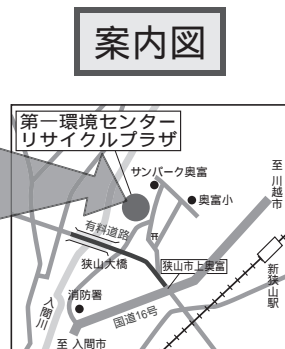 案内図
第一環境センター
リサイクルプラザ
サンパーク奥富
至 川越市
奥富小
有料道路
狭山大橋
狭山市上奥富
新狭山駅
入間川
消防署
国道16号
至 入間市